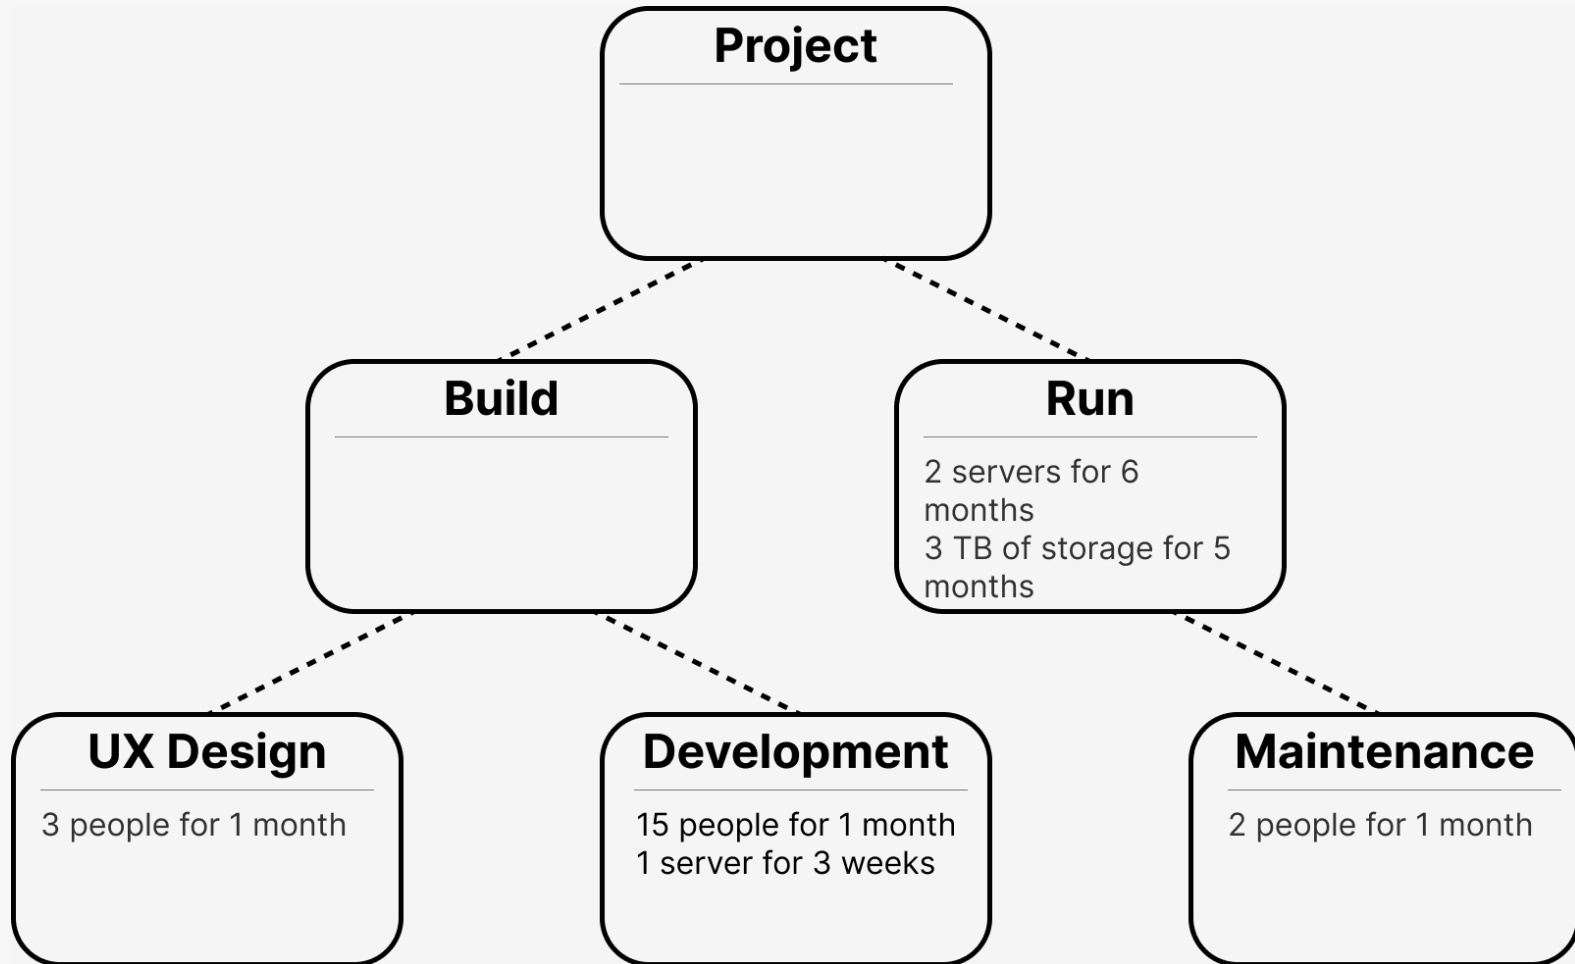 Project
Build
Run
2 servers for 6
months
3 TB of storage for 5
months
UX Design
3 people for 1 month
Development
15 people for 1 month
1 server for 3 weeks
Maintenance
2 people for 1 month